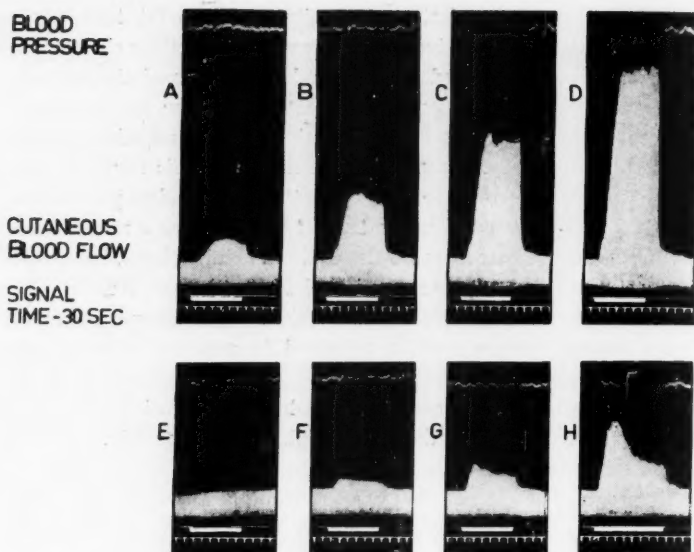 BLOOD
PRESSURE
A
B
C
D
CUTANEOUS
BLOOD FLOW
SIGNAL
TIME-30 SEC
E
F
G
H